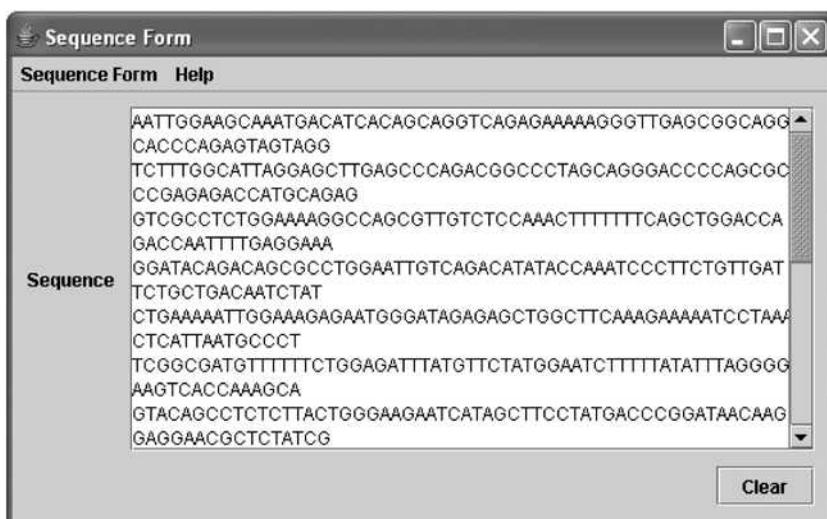 Sequence Form
Sequence Form Help
Sequence
AATTGGAAGCAAATGACATCACAGCAGGTCAGAGAAAAAGGGTTGAGCGGCAGG
CACCCAGAGTAGTAGG
TCTTTGGCATTAGGAGCTTGAGCCCAGACGGCCCTAGCAGGGACCCCAGCGC
CCGAGAGACCATGCAGAG
GTCGCCTCTGGAAAAGGCCAGCGTTGTCTCCAAACTTTTTTTCAGCTGGACCA
GACCAATTTTGAGGAAA
GGATACAGACAGCGCCTGGAATTGTCAGACATATACCAAATCCCTTCTGTTGAT
TCTGCTGACAATCTAT
CTGAAAAATTGGAAAGAGAATGGGATAGAGAGCTGGCTTCAAAGAAAAATCCTAAA
CTCATTAATGCCCT
TCGGCGATGTTTTTTCTGGAGATTTATGTTCTATGGAATCTTTTTATATTTAGGGG
AAGTCACCAAAGCA
GTACAGCCTCTCTTACTGGGAAGAATCATAGCTTCCTATGACCCGGATAACAAG
GAGGAACGCTCTATCG
Clear